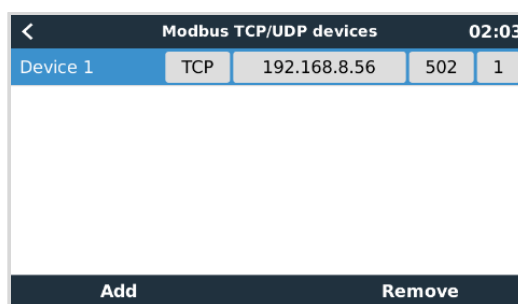 Modbus TCP/UDP devices 02:03
Device 1 TCP 192.168.8.56 502 1
Add Remove